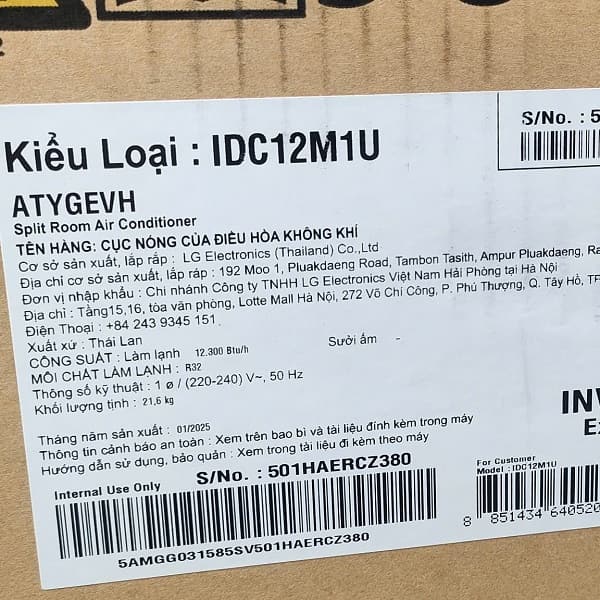 Kiểu Loại : IDC12M1U
S/No. : 5
ATYGEVH
Split Room Air Conditioner
TÊN HÀNG: CỤC NÓNG CỦA ĐIỀU HÒA KHÔNG KHÍ
Cơ sở sản xuất, lắp ráp : LG Electronics (Thailand) Co.,Ltd
Địa chỉ cơ sở sản xuất, lắp ráp : 192 Moo 1, Pluakdaeng Road, Tambon Tasith, Ampur Pluakdaeng, Ra
Đơn vị nhập khẩu : Chi nhánh Công ty TNHH LG Electronics Việt Nam Hải Phòng tại Hà Nội
Địa chỉ : Tầng15,16, tòa văn phòng, Lotte Mall Hà Nội, 272 Võ Chí Công, P. Phú Thượng, Q. Tây Hồ, TF
Điện Thoại : +84 243 9345 151
Xuất xứ : Thái Lan
CÔNG SUẤT : Làm lạnh 12.300 Btu/h Sưởi ấm -
MÔI CHẤT LÀM LẠNH : R32
Thông số kỹ thuật : 1 ø / (220-240) V~, 50 Hz
Khối lượng tịnh : 21,6 kg
INV
E
Tháng năm sản xuất : 01/2025
Thông tin cảnh báo an toàn : Xem trên bao bì và tài liệu đính kèm trong máy
Hướng dẫn sử dụng, bảo quản : Xem trong tài liệu đi kèm theo máy
Internal Use Only S/No. : 501HAERCZ380
For Customer
Model : IDC12M1U
5AMGG031585SV501HAERCZ380
8 851434 640520